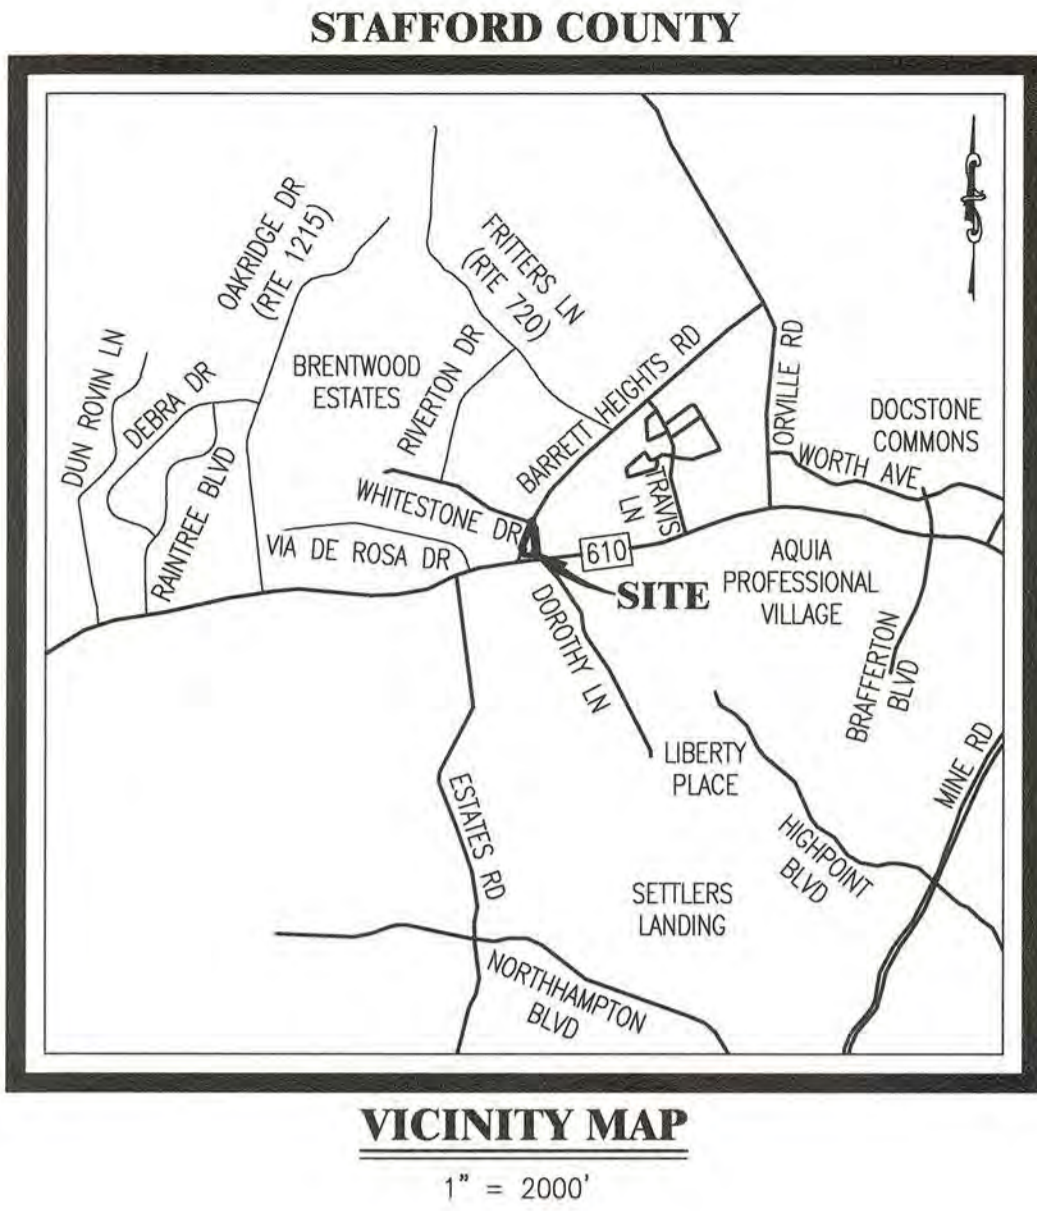 STAFFORD COUNTY
OAKRIDGE DR
(RTE 1215)
FRITTERS LN
(RTE 720)
DUN ROVIN LN
DEBRA DR
BRENTWOOD
ESTATES
RIVERTON DR
BARRETT HEIGHTS RD
ORVILLE RD
DOCSTONE
COMMONS
RAINTREE BLVD
WHITESTONE DR
TRAVIS
LN
WORTH AVE
VIA DE ROSA DR
610
SITE
AQUIA
PROFESSIONAL
VILLAGE
DOROTHY LN
BRAFFERTON
BLVD
LIBERTY
PLACE
MINE RD
ESTATES RD
HIGHPOINT
BLVD
SETTLERS
LANDING
NORTHHAMPTON
BLVD
VICINITY MAP
1" = 2000'